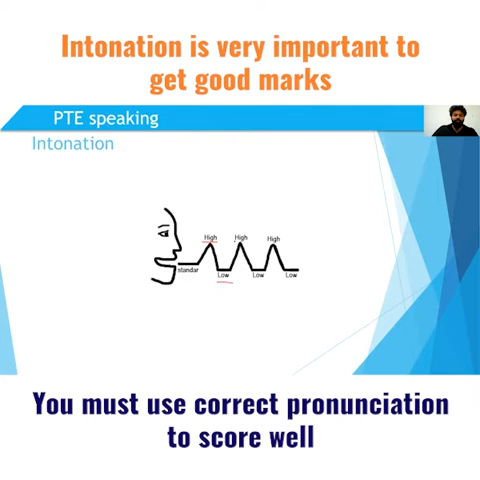 Intonation is very important to
get good marks
PTE speaking
Intonation
High High High
standar
Low Low Low
You must use correct pronunciation
to score well